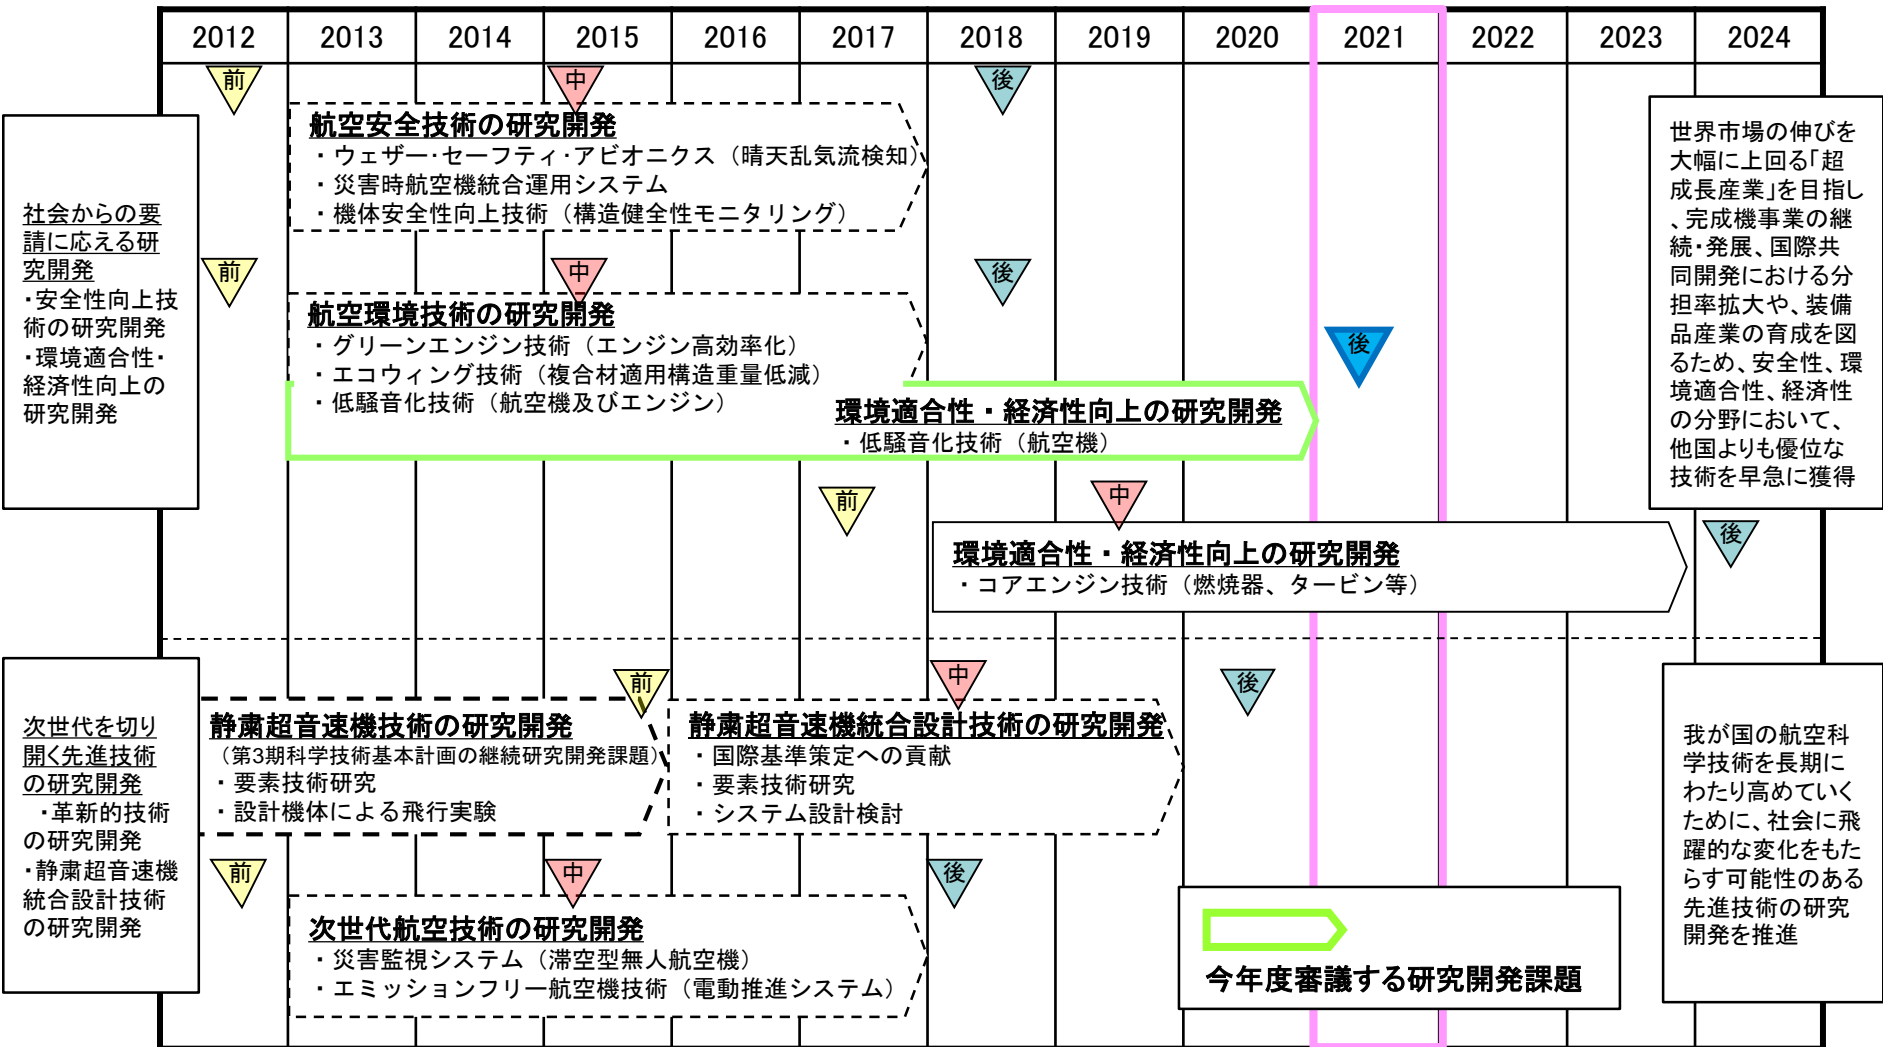 2012 2013 2014 2015 2016 2017 2018 2019 2020 2021 2022 2023 2024
前 中 後
社会からの要
請に応える研
究開発
・安全性向上技
術の研究開発
・環境適合性・
経済性向上の
研究開発
航空安全技術の研究開発
・ウェザー・セーフティ・アビオニクス（晴天乱気流検知）
・災害時航空機統合運用システム
・機体安全性向上技術（構造健全性モニタリング）
前 中 後
航空環境技術の研究開発
・グリーンエンジン技術（エンジン高効率化）
・エコウィング技術（複合材適用構造重量低減）
・低騒音化技術（航空機及びエンジン）
後
環境適合性・経済性向上の研究開発
・低騒音化技術（航空機）
前 中 後
環境適合性・経済性向上の研究開発
・コアエンジン技術（燃焼器、タービン等）
世界市場の伸びを
大幅に上回る「超
成長産業」を目指し
、完成機事業の継
続・発展、国際共
同開発における分
担率拡大や、装備
品産業の育成を図
るため、安全性、環
境適合性、経済性
の分野において、
他国よりも優位な
技術を早急に獲得
次世代を切り
開く先進技術
の研究開発
・革新的技術
の研究開発
・静粛超音速機
統合設計技術
の研究開発
前 中 後
静粛超音速機技術の研究開発
（第3期科学技術基本計画の継続研究開発課題）
・要素技術研究
・設計機体による飛行実験
静粛超音速機統合設計技術の研究開発
・国際基準策定への貢献
・要素技術研究
・システム設計検討
前 中 後
次世代航空技術の研究開発
・災害監視システム（滞空型無人航空機）
・エミッションフリー航空機技術（電動推進システム）
今年度審議する研究開発課題
我が国の航空科
学技術を長期に
わたり高めていく
ために、社会に飛
躍的な変化をもた
らす可能性のある
先進技術の研究
開発を推進